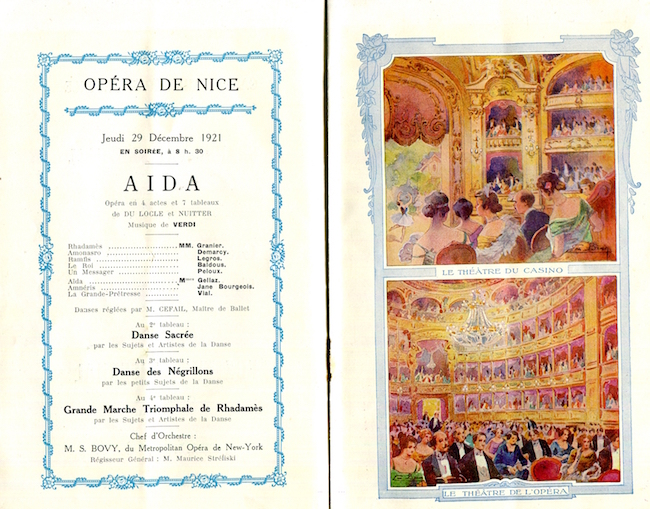 OPÉRA DE NICE
Jeudi 29 Décembre 1921
EN SOIRÉE, à 8 h. 30
AIDA
Opéra en 4 actes et 7 tableaux
de DU LOCLE et NUITTER
Musique de VERDI
Rhadamès ........................ MM. Granier.
Amonasro ........................ Demarcy.
Ramfis ........................ Legros.
Le Roi ........................ Baldous.
Un Messager ........................ Peloux.
Aïda ........................ Mmes Gellaz.
Amnéris ........................ Jane Bourgeois.
La Grande-Prêtresse ............ Vial.
Danses réglées par M. CEFAIL, Maître de Ballet
Au 2e tableau :
Danse Sacrée
par les Sujets et Artistes de la Danse
Au 3e tableau :
Danse des Négrillons
par les petits Sujets de la Danse
Au 4e tableau :
Grande Marche Triomphale de Rhadamès
par les Sujets et Artistes de la Danse
Chef d'Orchestre :
M. S. BOVY, du Metropolitan Opéra de New-York
Régisseur Général : M. Maurice Stréliski
LE THÉÂTRE DU CASINO
LE THÉÂTRE DE L'OPÉRA